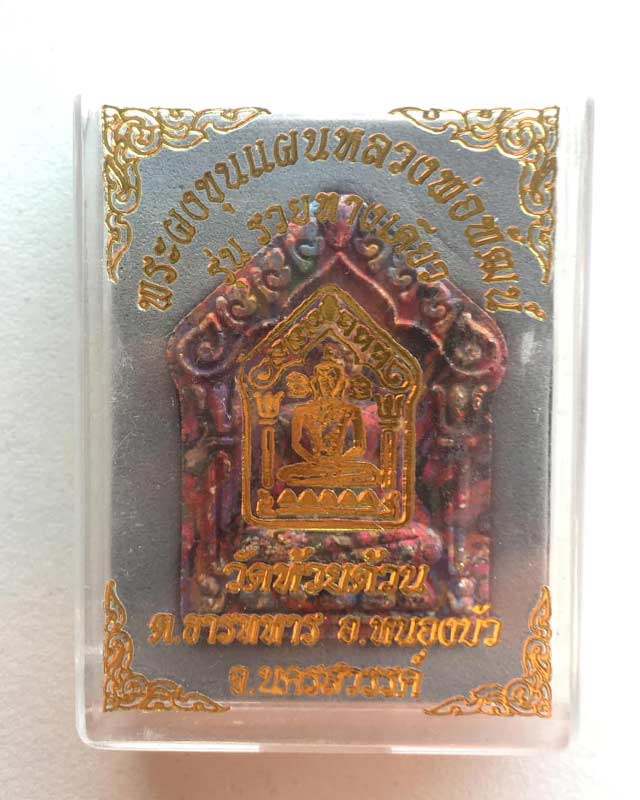 พระผงขุนแผนหลวงพ่อพัฒน์
รุ่น รวยทางเดียว
วัดห้วยด้วน
ต.ธารทหาร อ.หนองบัว
จ.นครสวรรค์